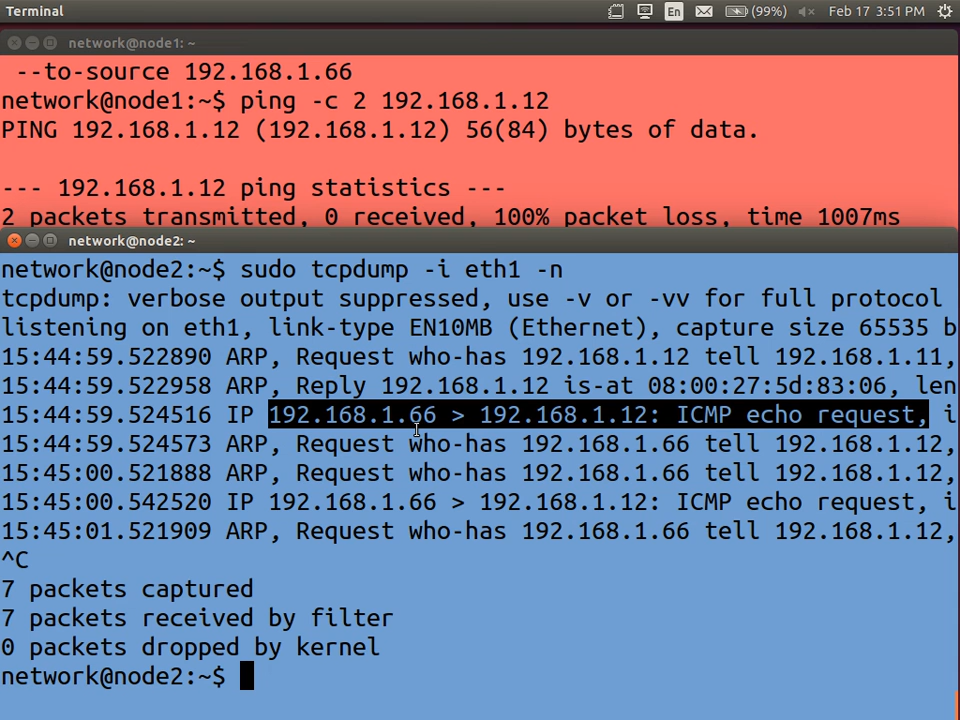 Terminal
En
(99%)
Feb 17 3:51 PM
network@node1: ~
--to-source 192.168.1.66
network@node1:~$ ping -c 2 192.168.1.12
PING 192.168.1.12 (192.168.1.12) 56(84) bytes of data.
--- 192.168.1.12 ping statistics ---
2 packets transmitted, 0 received, 100% packet loss, time 1007ms
network@node2: ~
network@node2:~$ sudo tcpdump -i eth1 -n
tcpdump: verbose output suppressed, use -v or -vv for full protocol
listening on eth1, link-type EN10MB (Ethernet), capture size 65535 b
15:44:59.522890 ARP, Request who-has 192.168.1.12 tell 192.168.1.11,
15:44:59.522958 ARP, Reply 192.168.1.12 is-at 08:00:27:5d:83:06, len
15:44:59.524516 IP 192.168.1.66 > 192.168.1.12: ICMP echo request, i
15:44:59.524573 ARP, Request who-has 192.168.1.66 tell 192.168.1.12,
15:45:00.521888 ARP, Request who-has 192.168.1.66 tell 192.168.1.12,
15:45:00.542520 IP 192.168.1.66 > 192.168.1.12: ICMP echo request, i
15:45:01.521909 ARP, Request who-has 192.168.1.66 tell 192.168.1.12,
^C
7 packets captured
7 packets received by filter
0 packets dropped by kernel
network@node2:~$